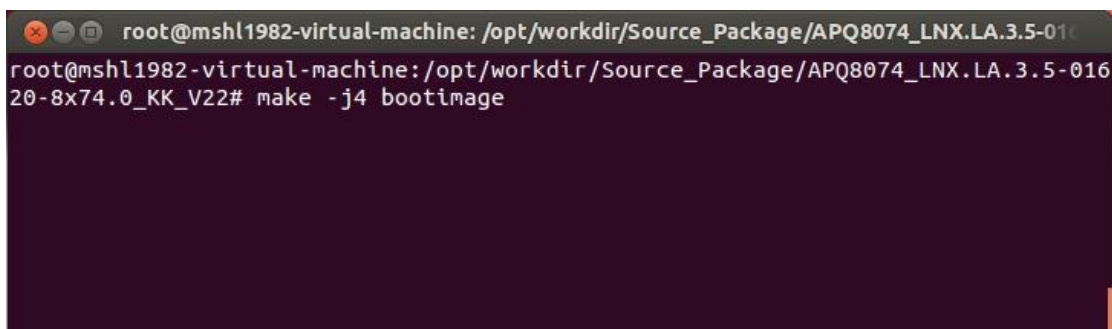 root@mshl1982-virtual-machine: /opt/workdir/Source_Package/APQ8074_LNX.LA.3.5-01
root@mshl1982-virtual-machine:/opt/workdir/Source_Package/APQ8074_LNX.LA.3.5-016
20-8x74.0_KK_V22# make -j4 bootimage